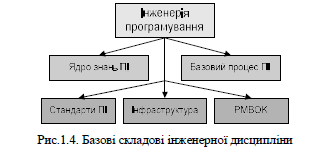 Інженерія
програмування
Ядро знань ПІ
Базовий процес ПІ
Стандарти ПІ
Інфраструктура
PMBOK
Рис.1.4. Базові складові інженерної дисципліни